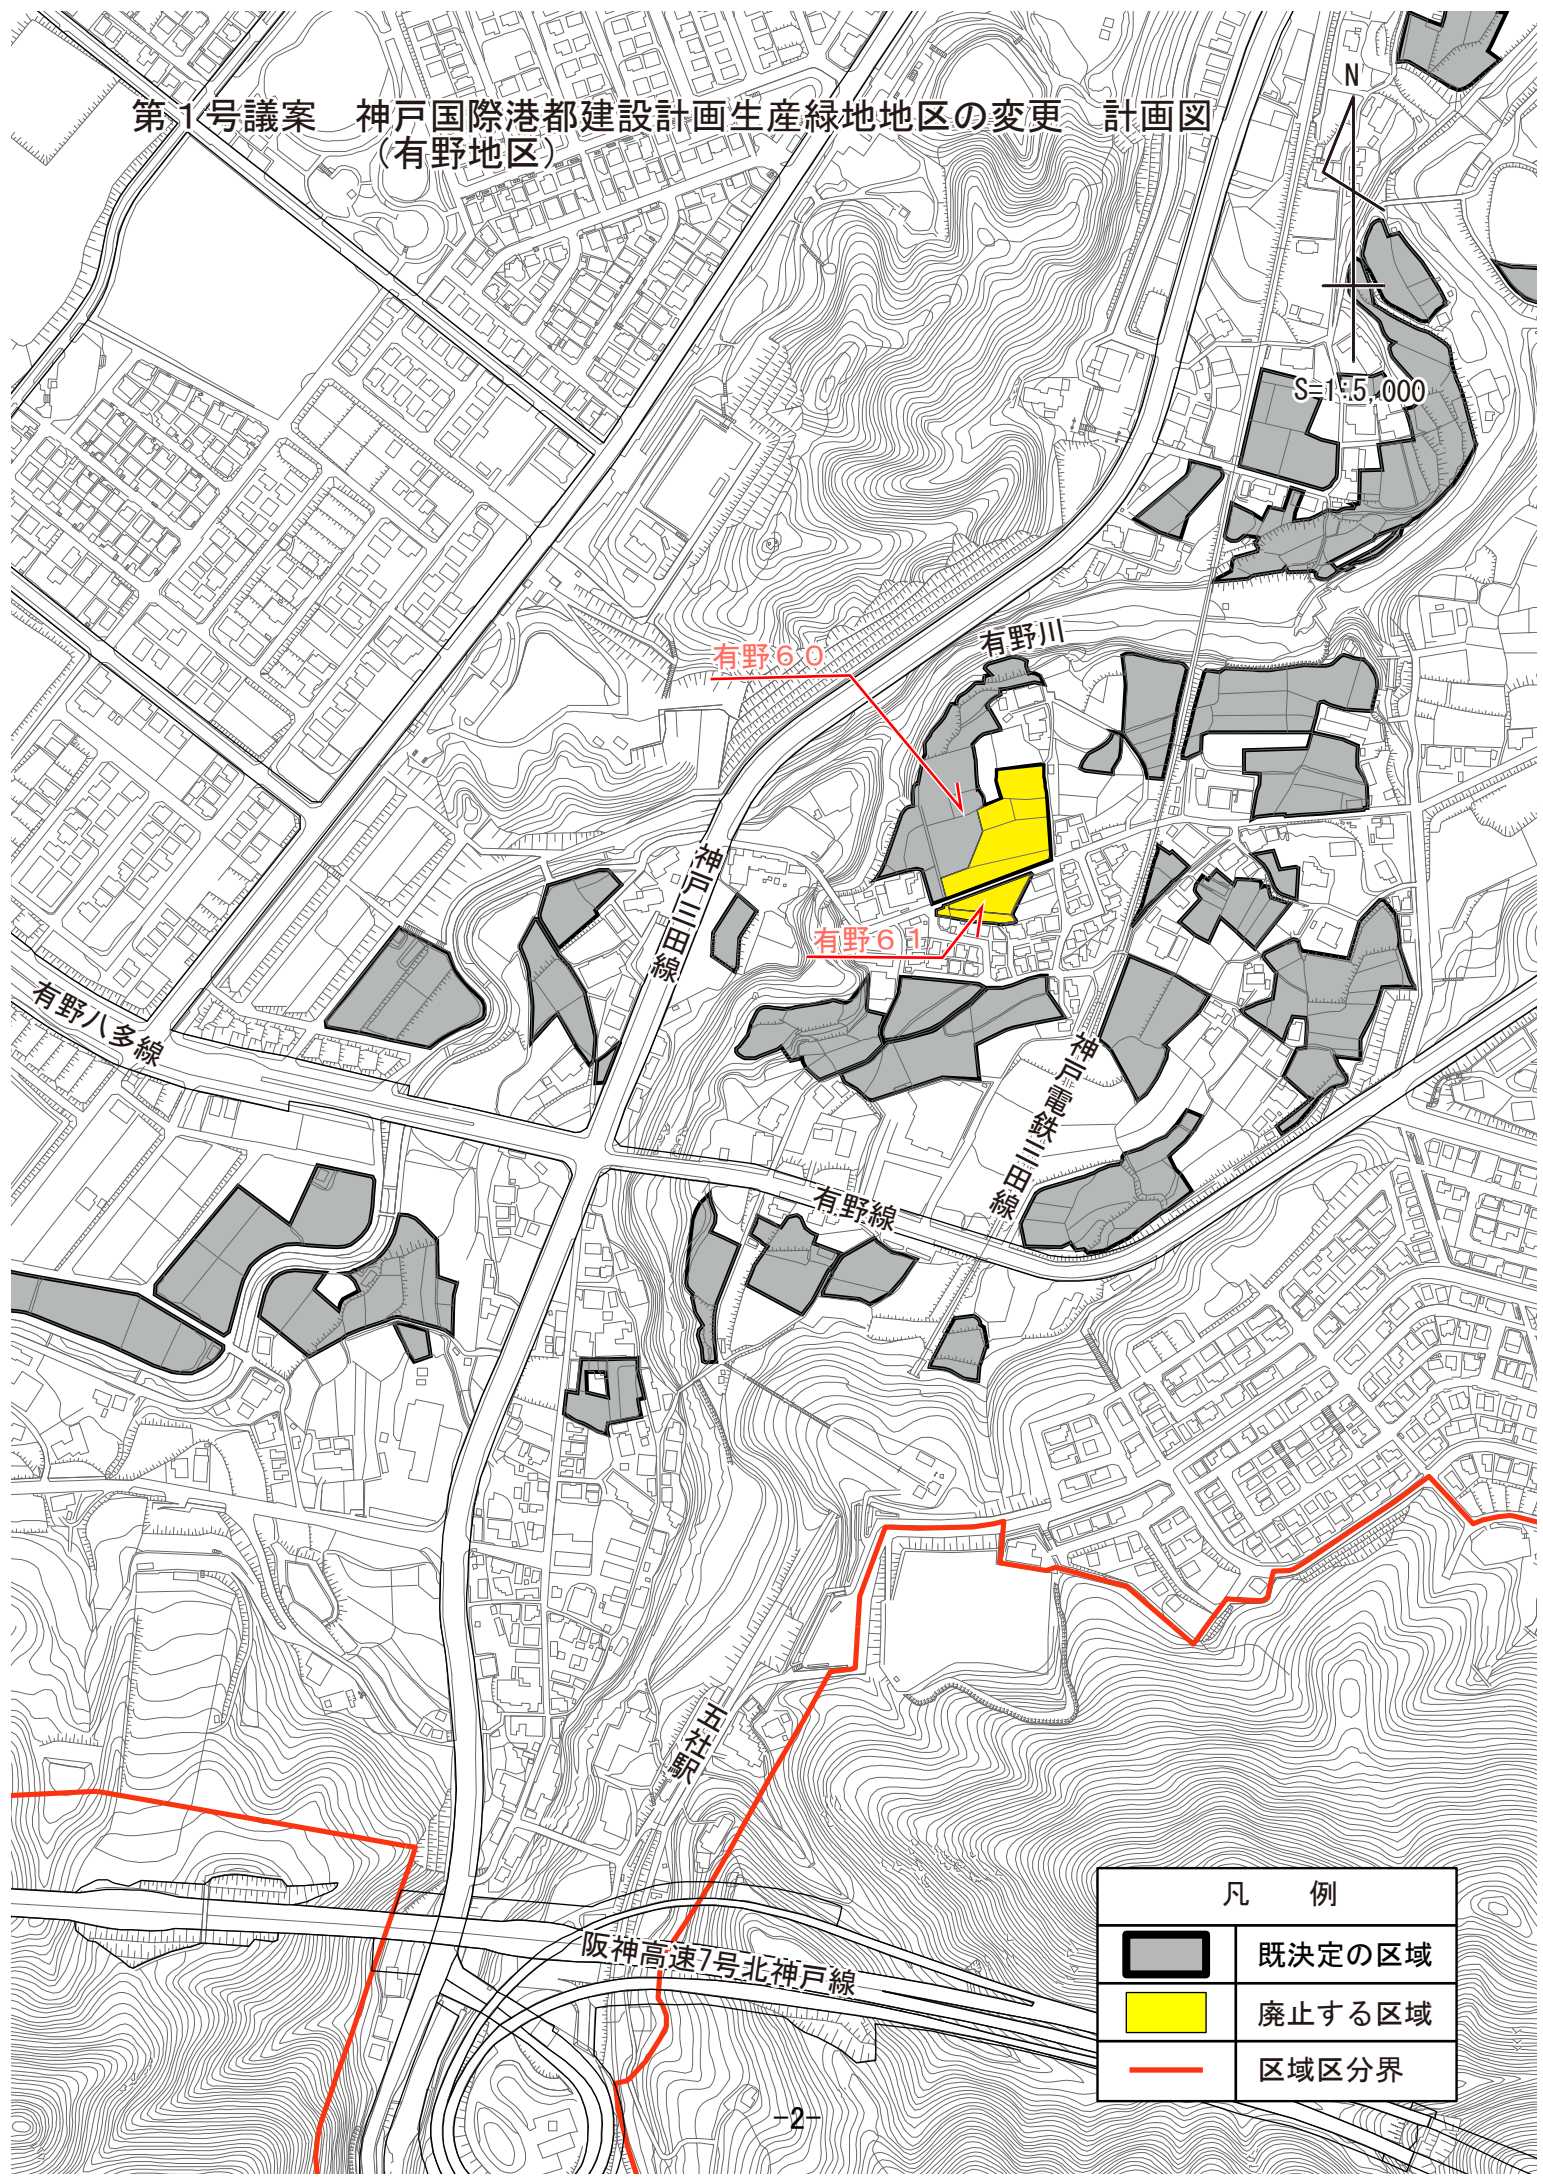 第１号議案　神戸国際港都建設計画生産緑地地区の変更　計画図
（有野地区）
N
S=1:5,000
有野川
有野６０
神戸三田線
有野６１
有野八多線
神戸電鉄三田線
有野線
五社駅
阪神高速7号北神戸線
凡　例
既決定の区域
廃止する区域
区域区分界
-2-